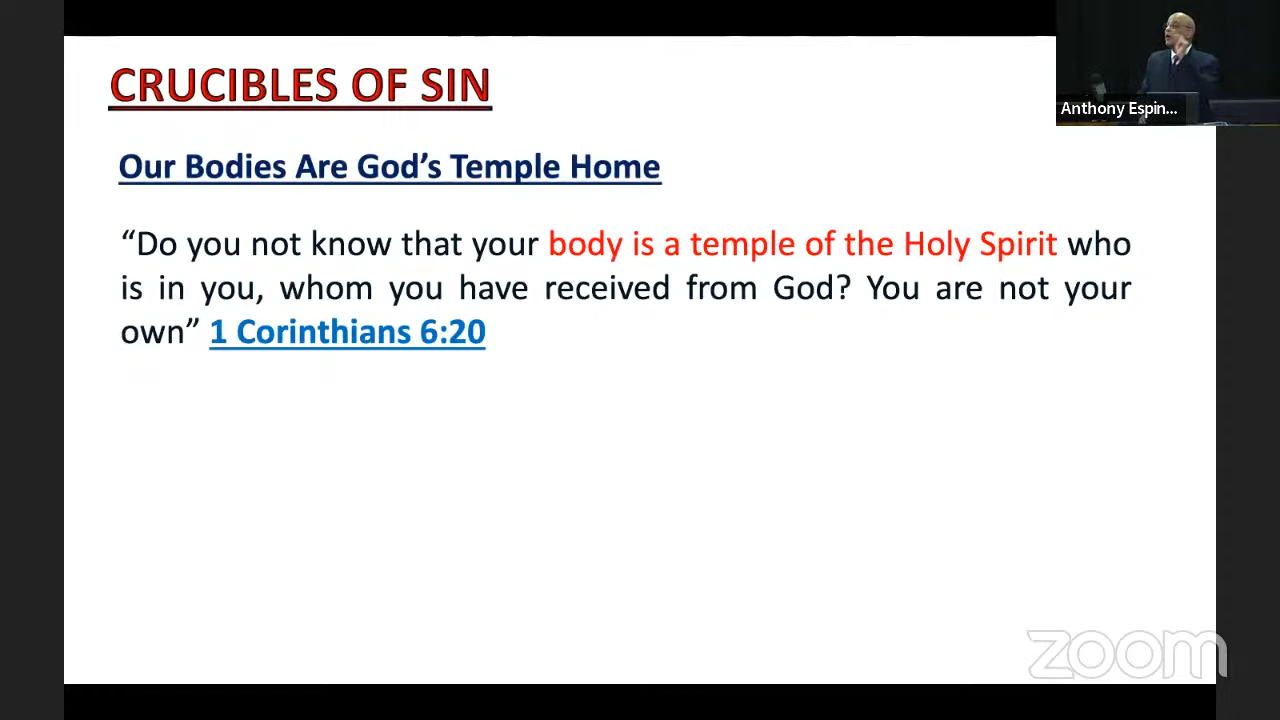 CRUCIBLES OF SIN
Anthony Espin...
Our Bodies Are God’s Temple Home
“Do you not know that your body is a temple of the Holy Spirit who
is in you, whom you have received from God? You are not your
own” 1 Corinthians 6:20
zoom